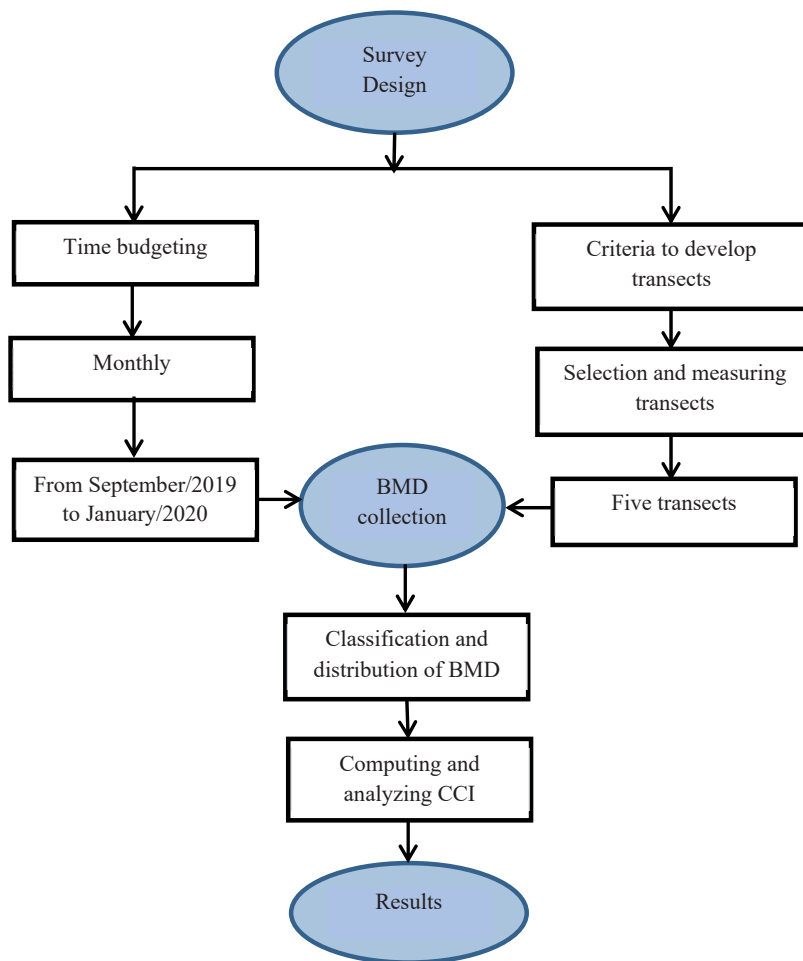 Survey
Design
Time budgeting
Criteria to develop
transects
Monthly
Selection and measuring
transects
From September/2019
to January/2020
BMD
collection
Five transects
Classification and
distribution of BMD
Computing and
analyzing CCI
Results